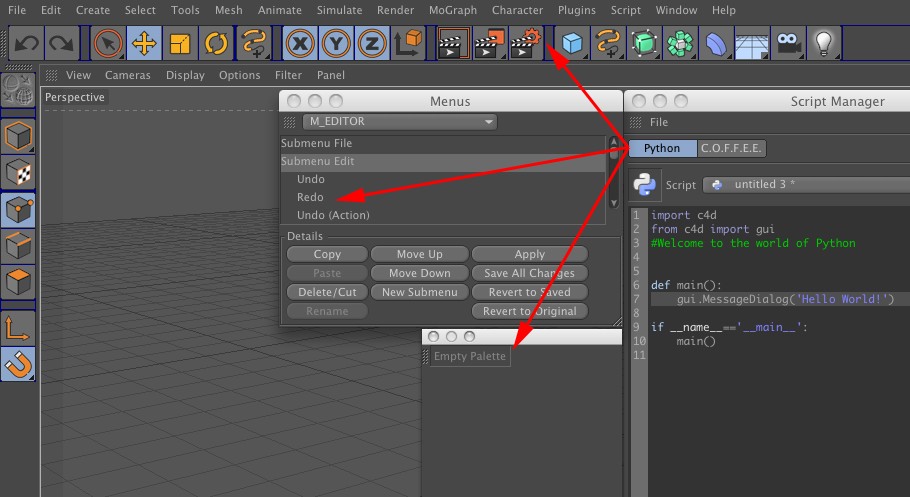 File Edit Create Select Tools Mesh Animate Simulate Render MoGraph Character Plugins Script Window Help
X Y Z
View Cameras Display Options Filter Panel
Perspective
Menus
M_EDITOR
Submenu File
Submenu Edit
Undo
Redo
Undo (Action)
Details
Copy Move Up Apply
Paste Move Down Save All Changes
Delete/Cut New Submenu Revert to Saved
Rename Revert to Original
Empty Palette
Script Manager
File
Python C.O.F.F.E.E.
Script untitled 3 *
1 import c4d
2 from c4d import gui
3 #Welcome to the world of Python
4
5
6 def main():
7 gui.MessageDialog('Hello World!')
8
9 if __name__=='__main__':
10 main()
11